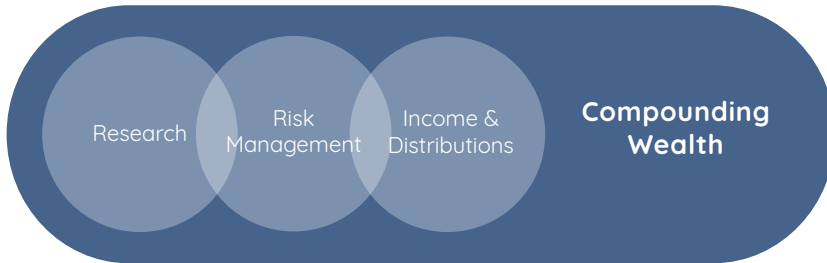 Research
Risk
Management
Income &
Distributions
Compounding
Wealth